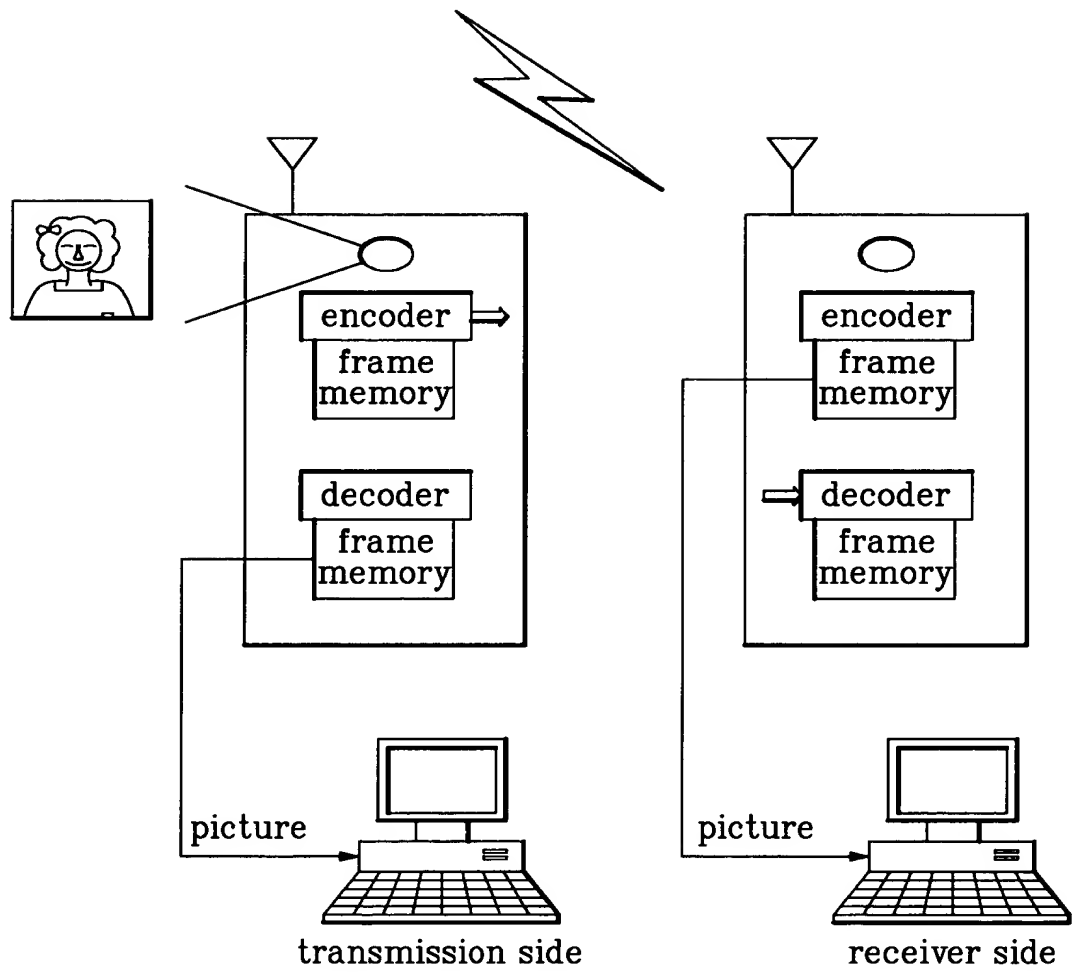 encoder
frame
memory
decoder
frame
memory
picture
transmission side
encoder
frame
memory
decoder
frame
memory
picture
receiver side